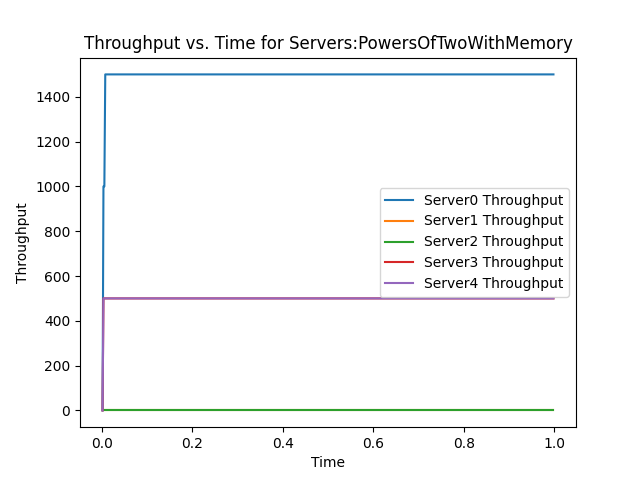 Throughput vs. Time for Servers:PowersOfTwoWithMemory
Throughput
1400
1200
1000
800
600
400
200
0
Server0 Throughput
Server1 Throughput
Server2 Throughput
Server3 Throughput
Server4 Throughput
0.0 0.2 0.4 0.6 0.8 1.0
Time